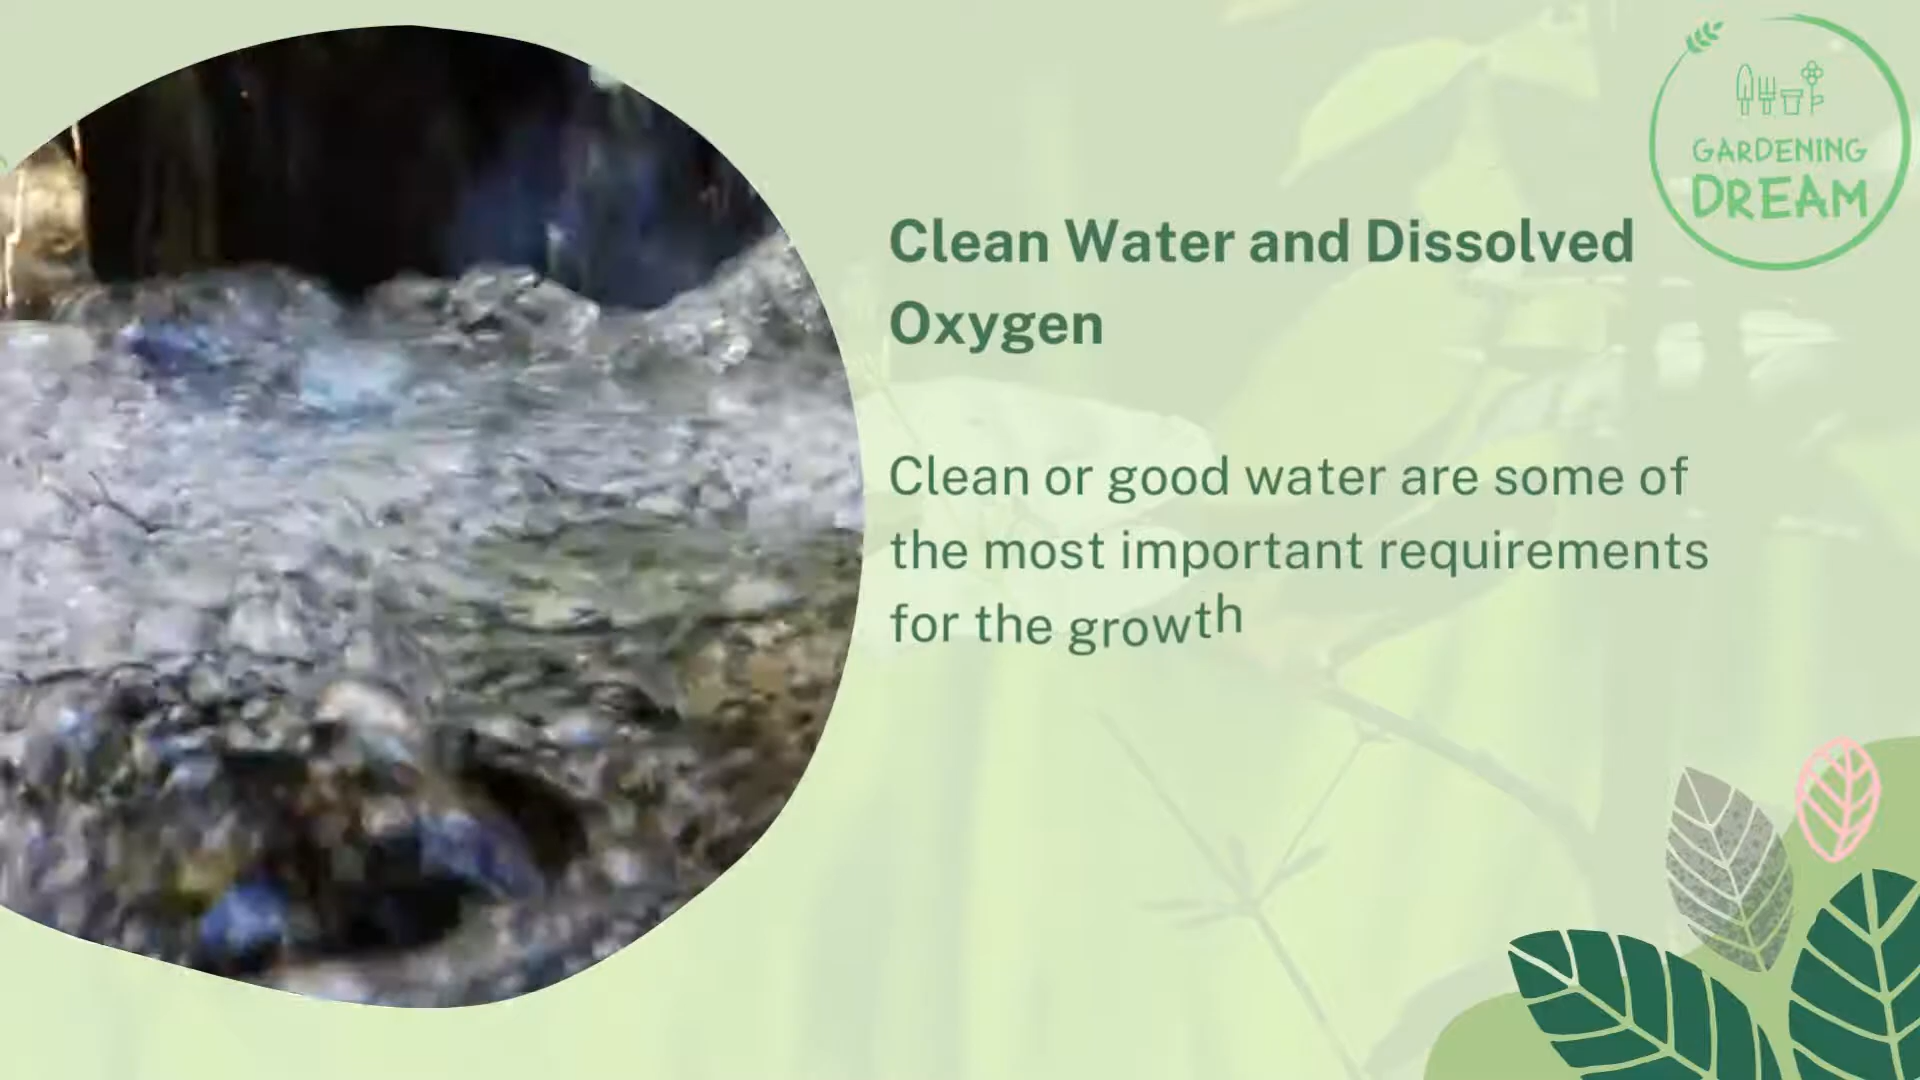 GARDENING
DREAM
Clean Water and Dissolved
Oxygen
Clean or good water are some of
the most important requirements
for the growth